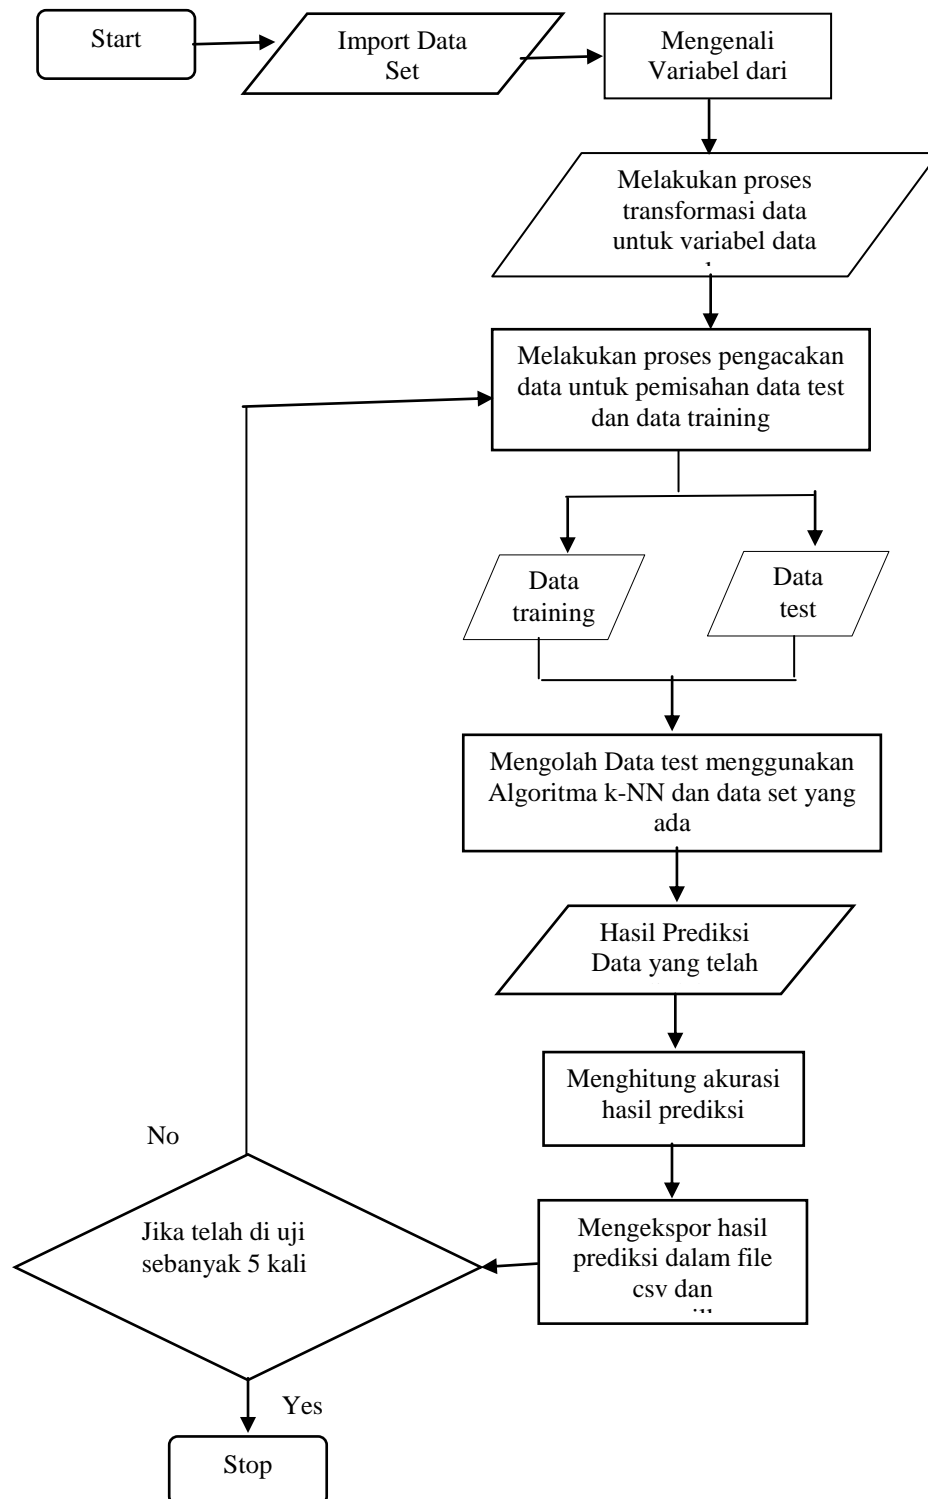 Start
Import Data
Set
Mengenali
Variabel dari
Melakukan proses
transformasi data
untuk variabel data
Melakukan proses pengacakan
data untuk pemisahan data test
dan data training
Data
training
Data
test
Mengolah Data test menggunakan
Algoritma k-NN dan data set yang
ada
Hasil Prediksi
Data yang telah
Menghitung akurasi
hasil prediksi
Mengekspor hasil
prediksi dalam file
csv dan
No
Jika telah di uji
sebanyak 5 kali
Yes
Stop